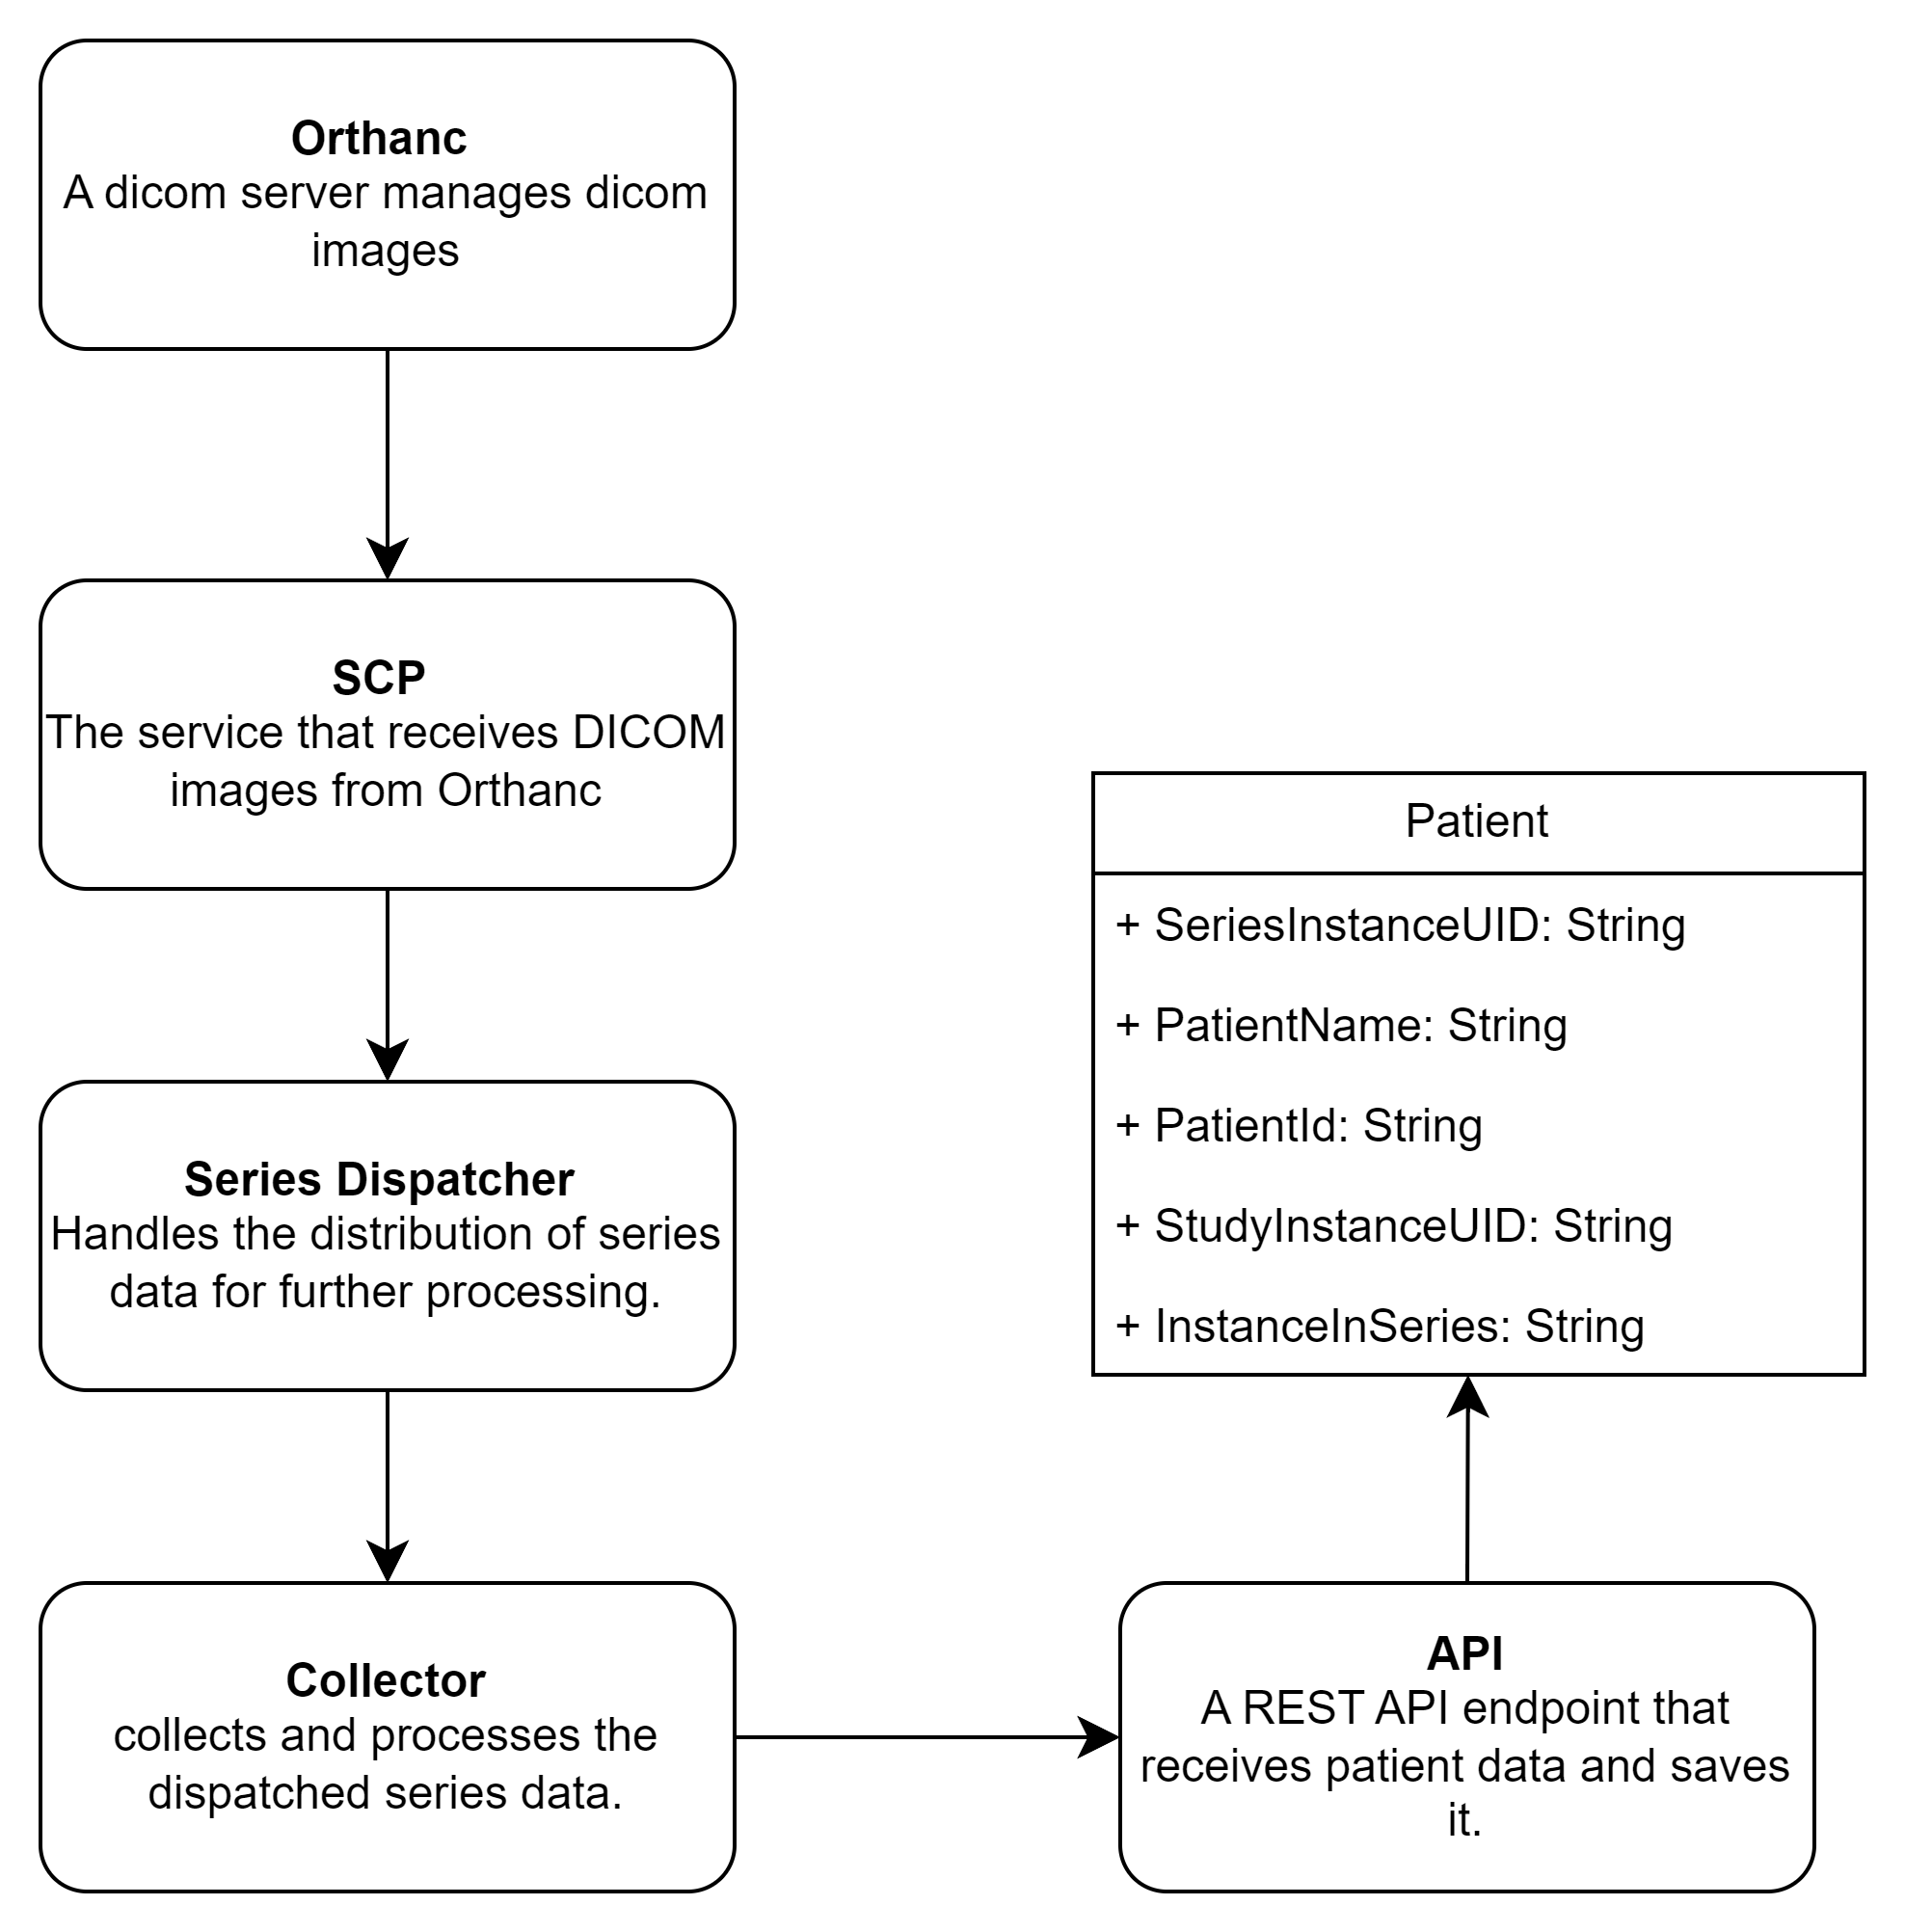 Orthanc
A dicom server manages dicom
images
SCP
The service that receives DICOM
images from Orthanc
Series Dispatcher
Handles the distribution of series
data for further processing.
Collector
collects and processes the
dispatched series data.
API
A REST API endpoint that
receives patient data and saves
it.
Patient
+ SeriesInstanceUID: String
+ PatientName: String
+ PatientId: String
+ StudyInstanceUID: String
+ InstanceInSeries: String